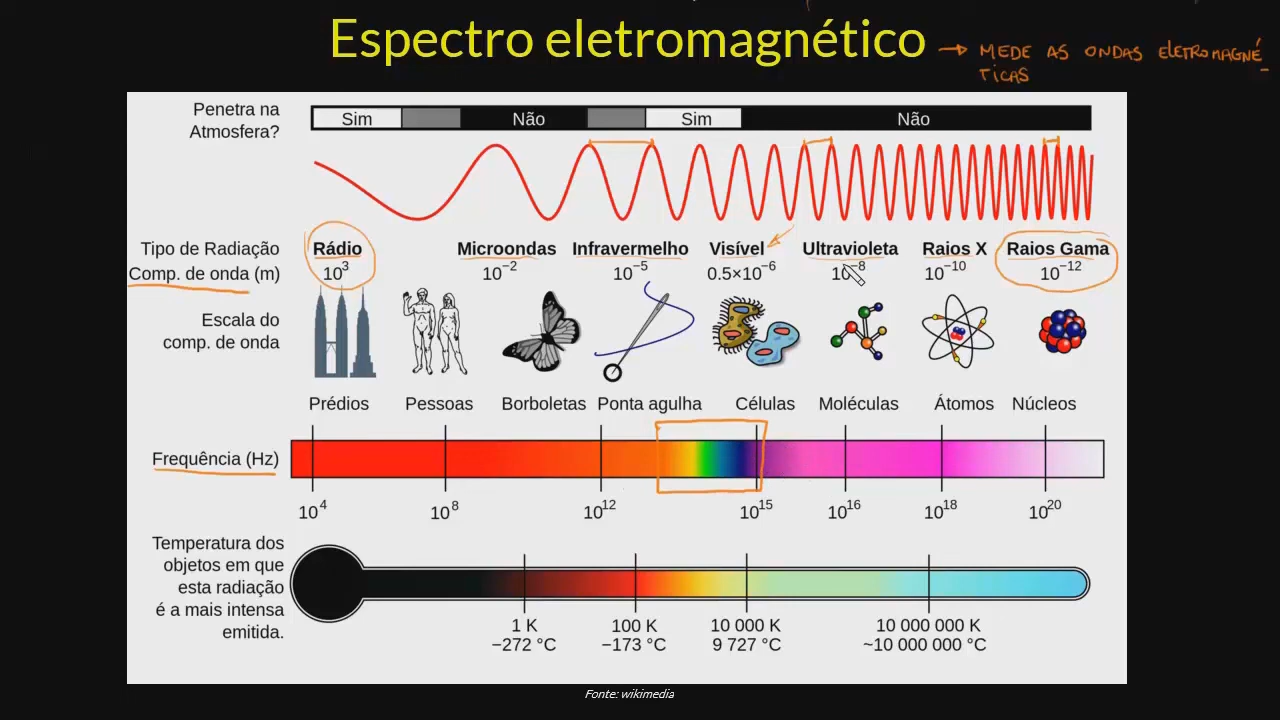 Espectro eletromagnético
→ MEDE AS ONDAS ELETROMAGNÉ
TICAS
Penetra na
Atmosfera?
Sim Não Sim Não
Tipo de Radiação Rádio Microondas Infravermelho Visível Ultravioleta Raios X Raios Gama
Comp. de onda (m) 10³ 10⁻² 10⁻⁵ 0.5×10⁻⁶ 10⁻⁸ 10⁻¹⁰ 10⁻¹²
Escala do
comp. de onda
Prédios Pessoas Borboletas Ponta agulha Células Moléculas Átomos Núcleos
Frequência (Hz)
10⁴ 10⁸ 10¹² 10¹⁵ 10¹⁶ 10¹⁸ 10²⁰
Temperatura dos
objetos em que
esta radiação
é a mais intensa
emitida.
1 K 100 K 10 000 K 10 000 000 K
−272 °C −173 °C 9 727 °C ~10 000 000 °C
Fonte: wikimedia